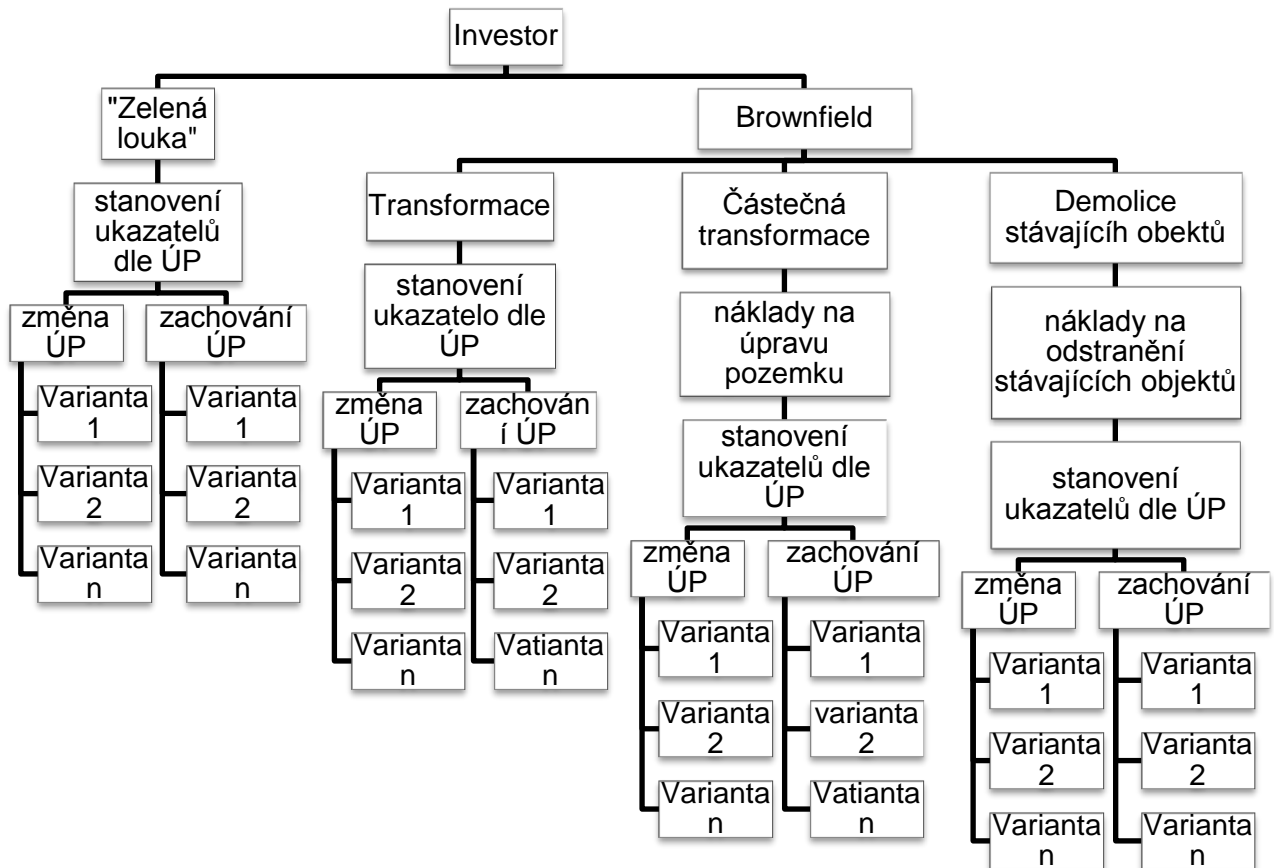 Investor
"Zelená
louka"
stanovení
ukazatelů
dle ÚP
změna
ÚP
Varianta
1
Varianta
2
Varianta
n
zachování
ÚP
Varianta
1
Varianta
2
Varianta
n
Brownfield
Transformace
stanovení
ukazatelo dle
ÚP
změna
ÚP
Varianta
1
Varianta
2
Varianta
n
zachován
í ÚP
Varianta
1
Varianta
2
Vatianta
n
Částečná
transformace
náklady na
úpravu
pozemku
stanovení
ukazatelů dle
ÚP
změna
ÚP
Varianta
1
Varianta
2
Varianta
n
zachování
ÚP
Varianta
1
varianta
2
Vatianta
n
Demolice
stávajícíh obektů
náklady na
odstranění
stávajících objektů
stanovení
ukazatelů dle ÚP
změna
ÚP
Varianta
1
Varianta
2
Varianta
n
zachování
ÚP
Varianta
1
Varianta
2
Varianta
n